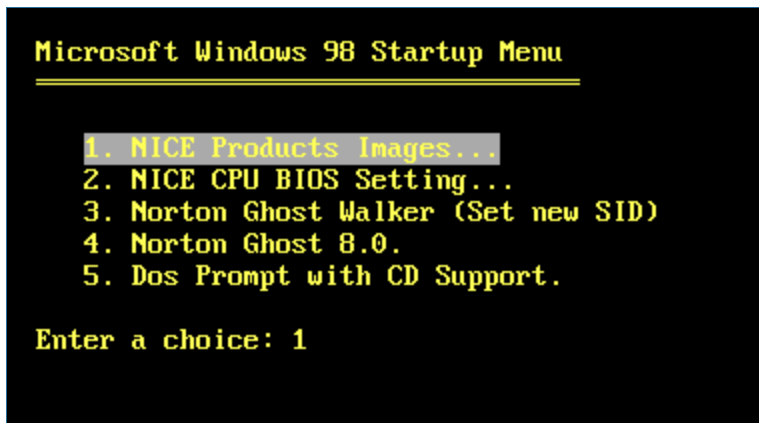 Microsoft Windows 98 Startup Menu
1. NICE Products Images...
2. NICE CPU BIOS Setting...
3. Norton Ghost Walker (Set new SID)
4. Norton Ghost 8.0.
5. Dos Prompt with CD Support.
Enter a choice: 1